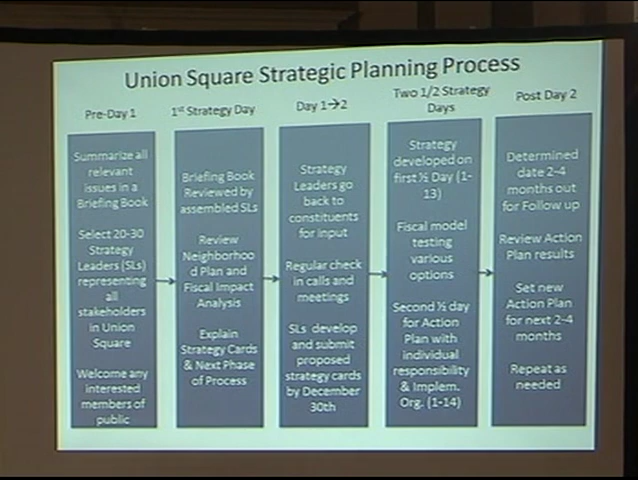 Union Square Strategic Planning Process
Pre-Day 1
Summarize all
relevant
issues in a
Briefing Book
Select 20-30
Strategy
Leaders (SLs)
representing
all
stakeholders
in Union
Square
Welcome any
interested
members of
public
1st Strategy Day
Briefing Book
Reviewed by
assembled SLs
Review
Neighborhoo
d Plan and
Fiscal Impact
Analysis
Explain
Strategy Cards
& Next Phase
of Process
Day 1→2
Strategy
Leaders go
back to
constituents
for input
Regular check
in calls and
meetings
SLs develop
and submit
proposed
strategy cards
by December
30th
Two 1/2 Strategy
Days
Strategy
developed on
first ½ Day (1-
13)
Fiscal model
testing
various
options
Second ½ day
for Action
Plan with
individual
responsibility
& Implem.
Org. (1-14)
Post Day 2
Determined
date 2-4
months out
for Follow up
Review Action
Plan results
Set new
Action Plan
for next 2-4
months
Repeat as
needed